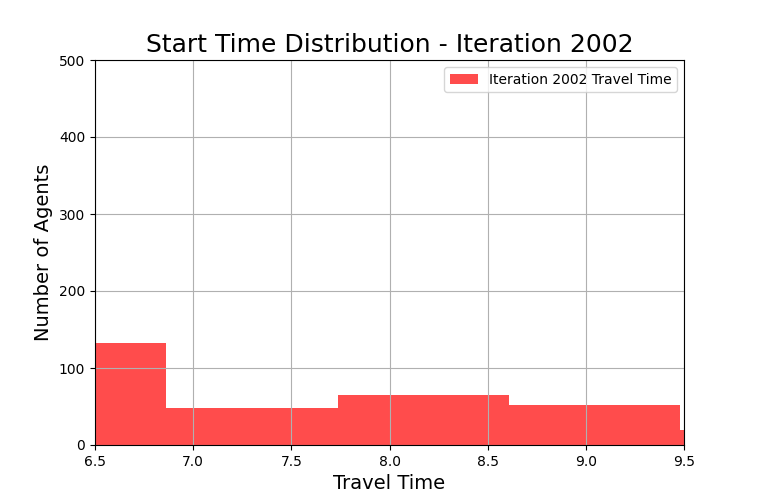 Start Time Distribution - Iteration 2002
500
400
300
200
100
0
Number of Agents
Iteration 2002 Travel Time
6.5 7.0 7.5 8.0 8.5 9.0 9.5
Travel Time